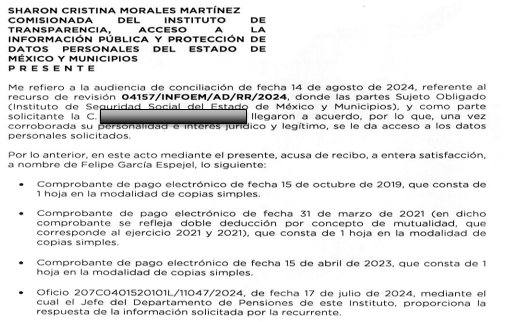 SHARON CRISTINA MORALES MARTÍNEZ
COMISIONADA DEL INSTITUTO DE
TRANSPARENCIA, ACCESO A LA
INFORMACIÓN PÚBLICA Y PROTECCIÓN DE
DATOS PERSONALES DEL ESTADO DE
MÉXICO Y MUNICIPIOS
P R E S E N T E
Me refiero a la audiencia de conciliación de fecha 14 de agosto de 2024, referente al
recurso de revisión 04157/INFOEM/AD/RR/2024, donde las partes Sujeto Obligado
(Instituto de Seguridad Social del Estado de México y Municipios), y como parte
solicitante la C. llegaron a acuerdo, por lo que, una vez
corroborada su personalidad e interés jurídico y legítimo, se le da acceso a los datos
personales solicitados.
Por lo anterior, en este acto mediante el presente, acusa de recibo, a entera satisfacción,
a nombre de Felipe García Espejel, lo siguiente:
• Comprobante de pago electrónico de fecha 15 de octubre de 2019, que consta de
1 hoja en la modalidad de copias simples.
• Comprobante de pago electrónico de fecha 31 de marzo de 2021 (en dicho
comprobante se refleja doble deducción por concepto de mutualidad, que
corresponde al ejercicio 2021 y 2021), que consta de 1 hoja en la modalidad de
copias simples.
• Comprobante de pago electrónico de fecha 15 de abril de 2023, que consta de 1
hoja en la modalidad de copias simples.
• Oficio 207C0401520101L/11047/2024, de fecha 17 de julio de 2024, mediante el
cual el Jefe del Departamento de Pensiones de este Instituto, proporciona la
respuesta de la información solicitada por la recurrente.